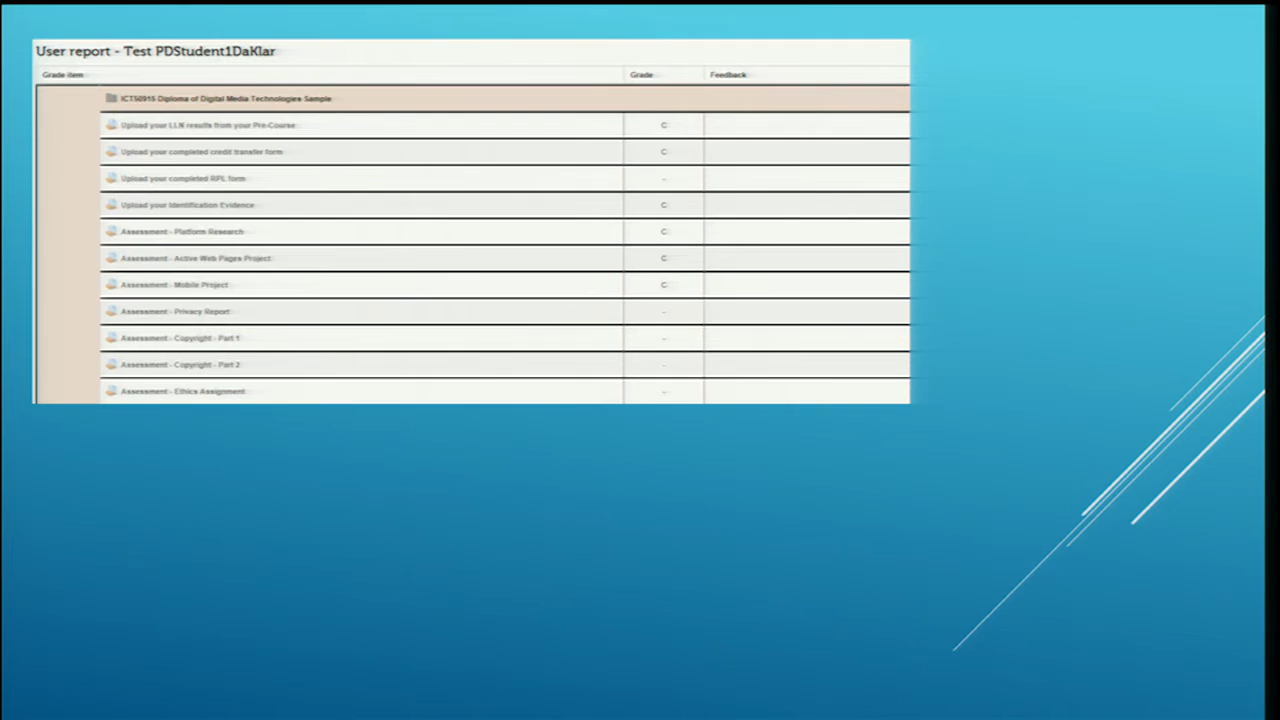 User report - Test PDStudent1DaKlar
Grade item Grade Feedback
ICT50915 Diploma of Digital Media Technologies Sample
Upload your LLN results from your Pre-Course C
Upload your completed credit transfer form C
Upload your completed RPL form -
Upload your Identification Evidence C
Assessment - Platform Research C
Assessment - Active Web Pages Project C
Assessment - Mobile Project C
Assessment - Privacy Report -
Assessment - Copyright - Part 1 -
Assessment - Copyright - Part 2 -
Assessment - Ethics Assignment -